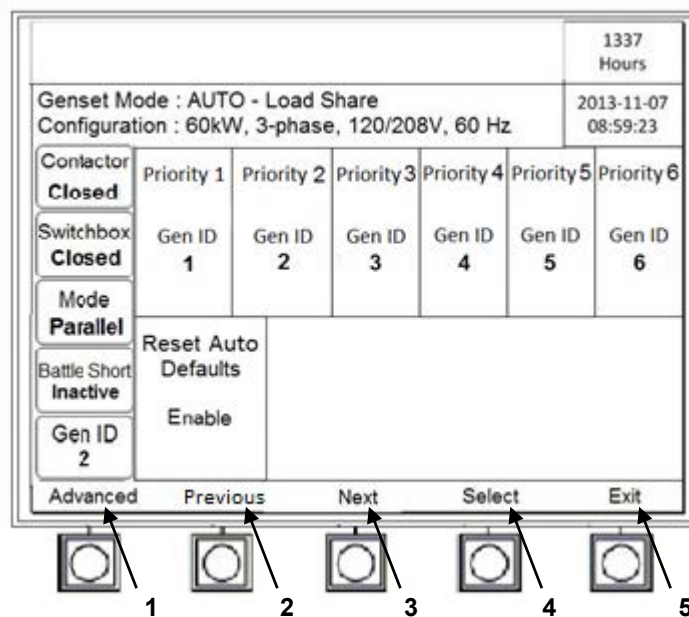 1337
Hours
Genset Mode : AUTO - Load Share
Configuration : 60kW, 3-phase, 120/208V, 60 Hz
2013-11-07
08:59:23
Contactor
Closed
Switchbox
Closed
Mode
Parallel
Battle Short
Inactive
Gen ID
2
Priority 1
Gen ID
1
Priority 2
Gen ID
2
Priority 3
Gen ID
3
Priority 4
Gen ID
4
Priority 5
Gen ID
5
Priority 6
Gen ID
6
Reset Auto
Defaults
Enable
Advanced Previous Next Select Exit
1 2 3 4 5